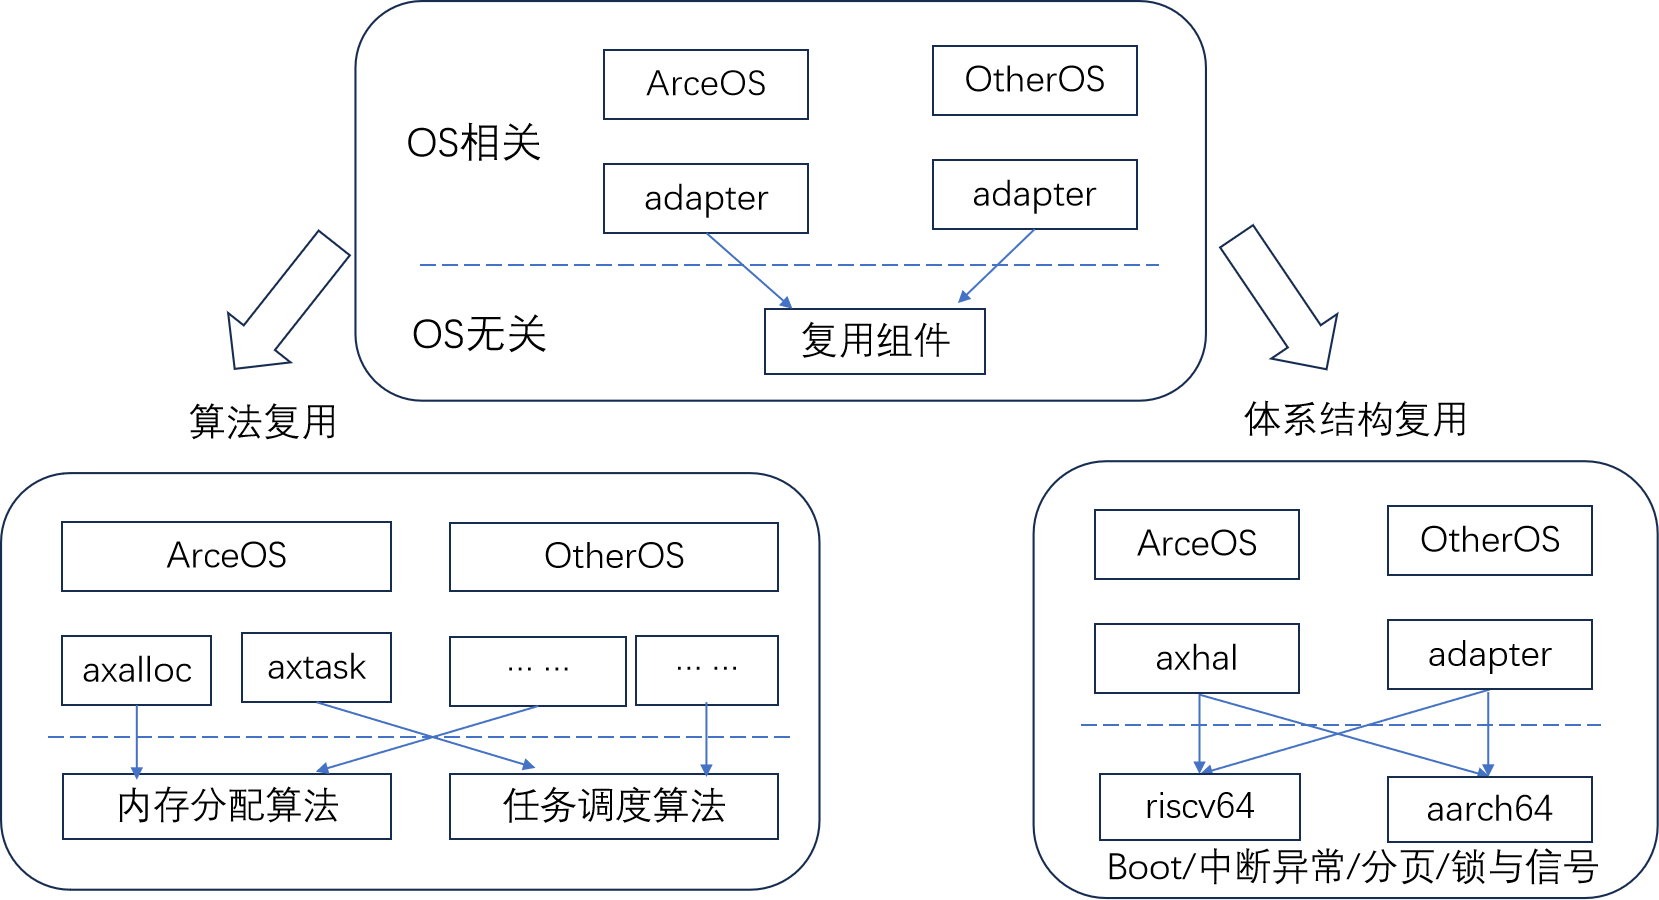 ArceOS
OtherOS
OS相关
adapter
adapter
OS无关
复用组件
算法复用
体系结构复用
ArceOS
OtherOS
axalloc
axtask
... ...
... ...
内存分配算法
任务调度算法
ArceOS
OtherOS
axhal
adapter
riscv64
aarch64
Boot/中断异常/分页/锁与信号